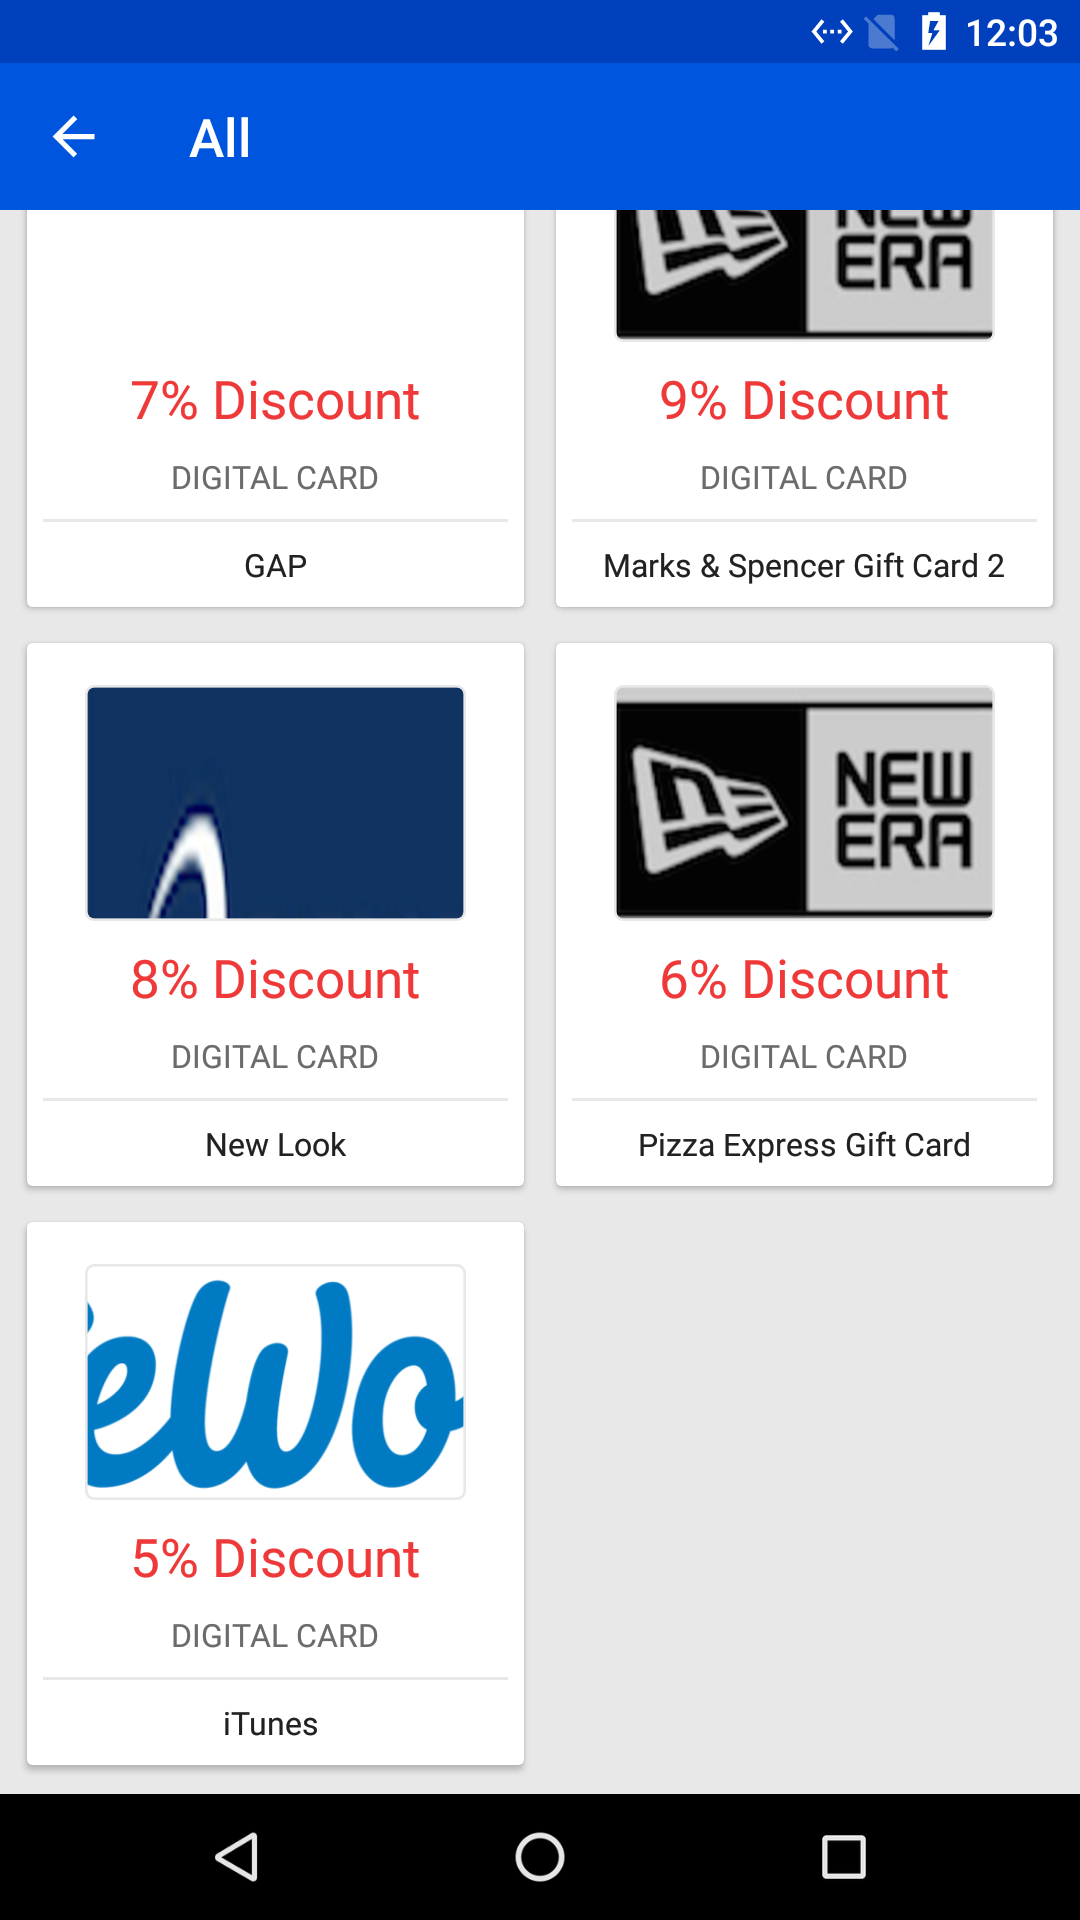 12:03
All
NEW
ERA
7% Discount
9% Discount
DIGITAL CARD
DIGITAL CARD
GAP
Marks & Spencer Gift Card 2
NEW
ERA
8% Discount
6% Discount
DIGITAL CARD
DIGITAL CARD
New Look
Pizza Express Gift Card
eWo
5% Discount
DIGITAL CARD
iTunes